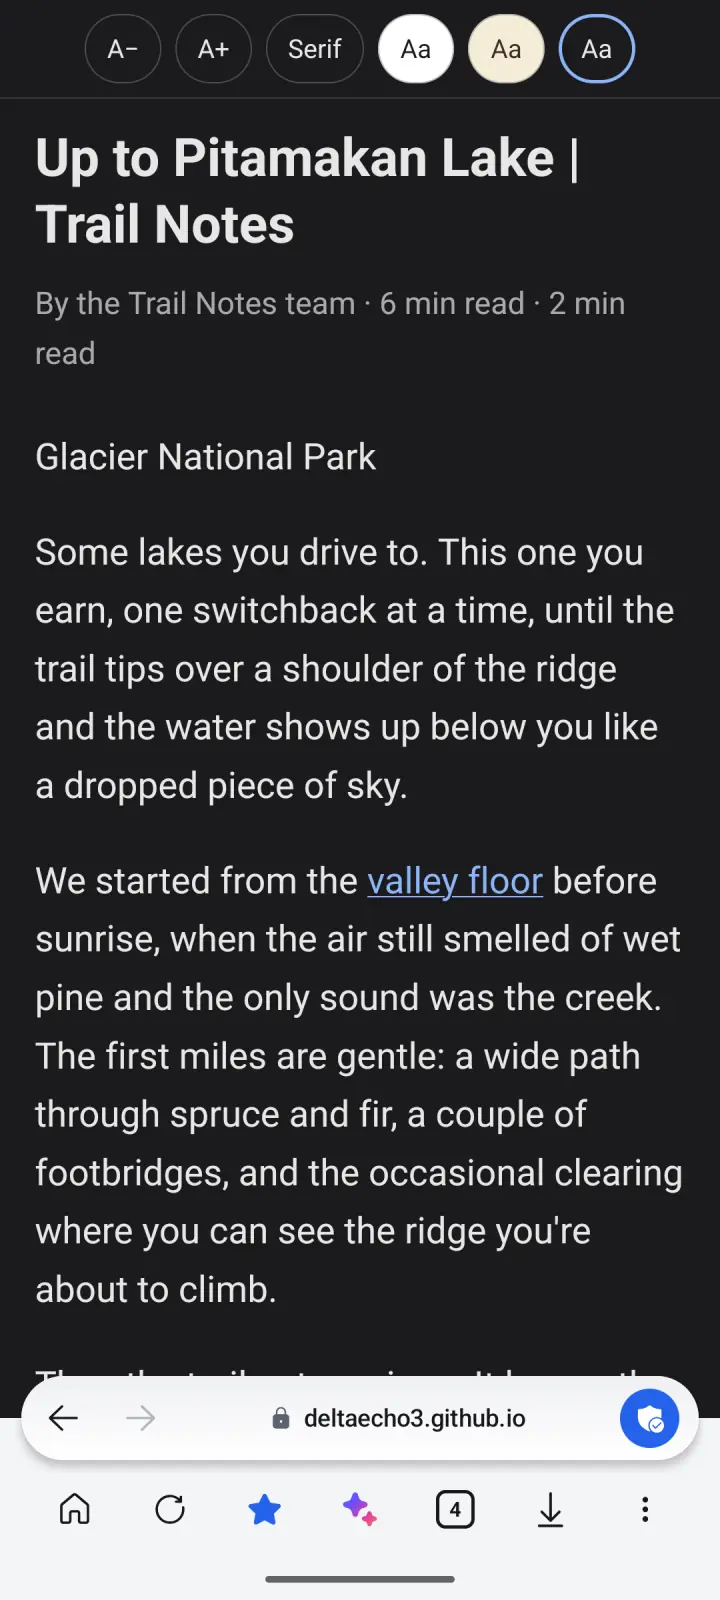 A− A+ Serif Aa Aa Aa
Up to Pitamakan Lake |
Trail Notes
By the Trail Notes team · 6 min read · 2 min
read
Glacier National Park
Some lakes you drive to. This one you
earn, one switchback at a time, until the
trail tips over a shoulder of the ridge
and the water shows up below you like
a dropped piece of sky.
We started from the valley floor before
sunrise, when the air still smelled of wet
pine and the only sound was the creek.
The first miles are gentle: a wide path
through spruce and fir, a couple of
footbridges, and the occasional clearing
where you can see the ridge you're
about to climb.
deltaecho3.github.io
4